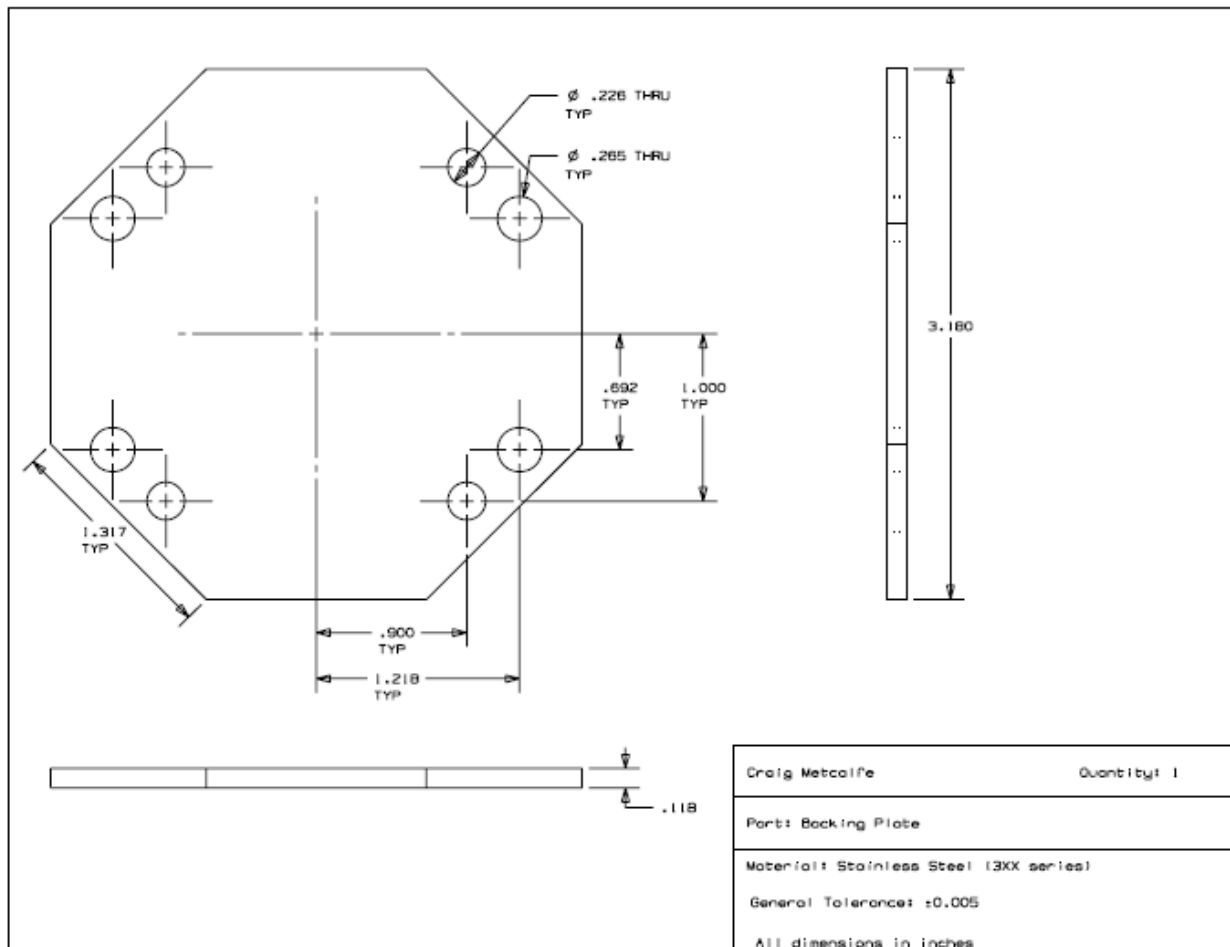 Ø .226 THRU
TYP
Ø .265 THRU
TYP
3.180
.692
TYP
1.000
TYP
1.317
TYP
.900
TYP
1.218
TYP
.118
Craig Metcalfe Quantity: 1
Part: Backing Plate
Material: Stainless Steel (3XX series)
General Tolerance: ±0.005
All dimensions in inches